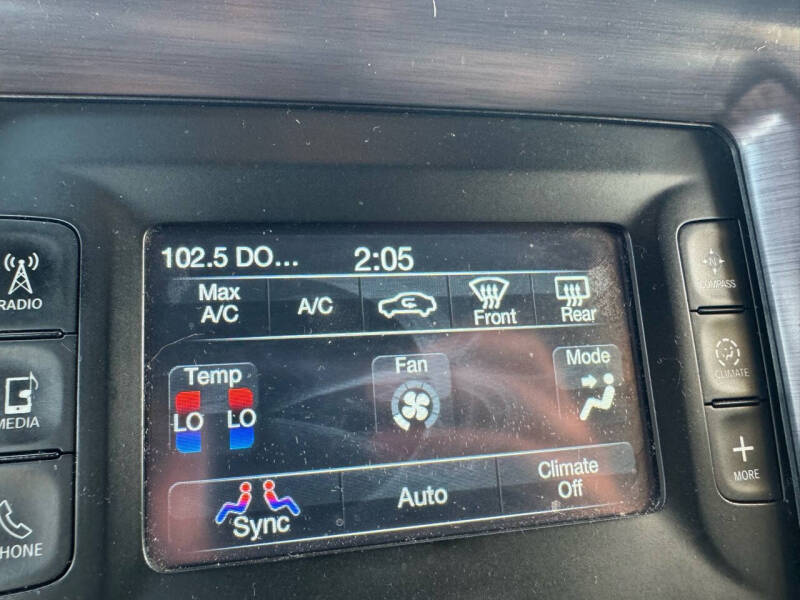 102.5 DO... 2:05
Max A/C
A/C
Front
Rear
Temp
LO LO
Fan
Mode
Sync
Auto
Climate Off
RADIO
MEDIA
PHONE
COMPASS
CLIMATE
MORE